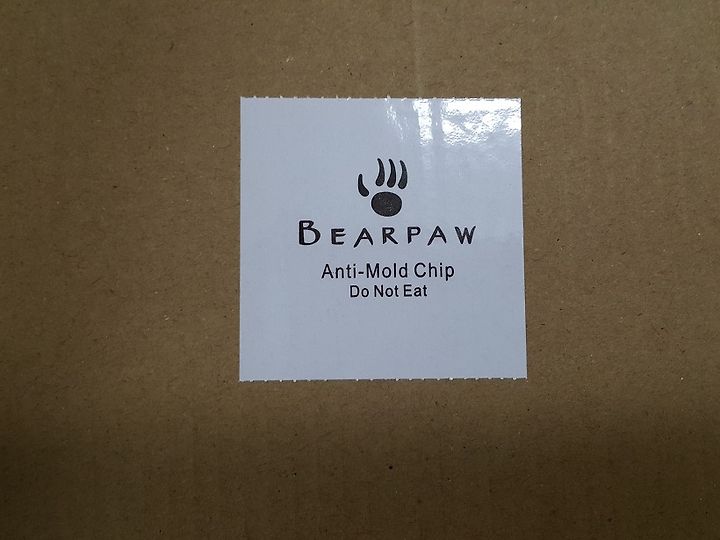 BEARPAW
Anti-Mold Chip
Do Not Eat